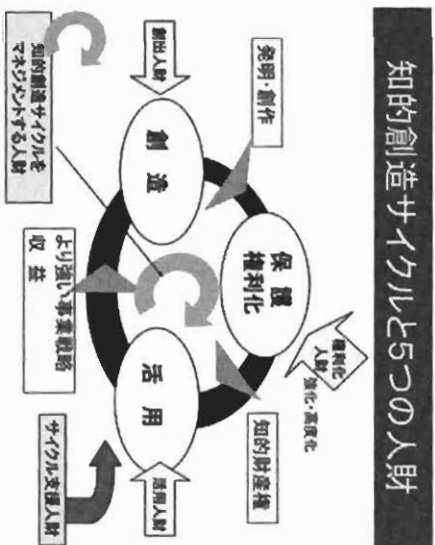 知的創造サイクルと5つの人財
権利化
人財
強化・高度化
発明・創作
保護
権利化
知的財産権
創出人財
創造
活用
活用人財
知的創造サイクルを
マネジメントする人財
より強い事業戦略
収益
サイクル支援人財